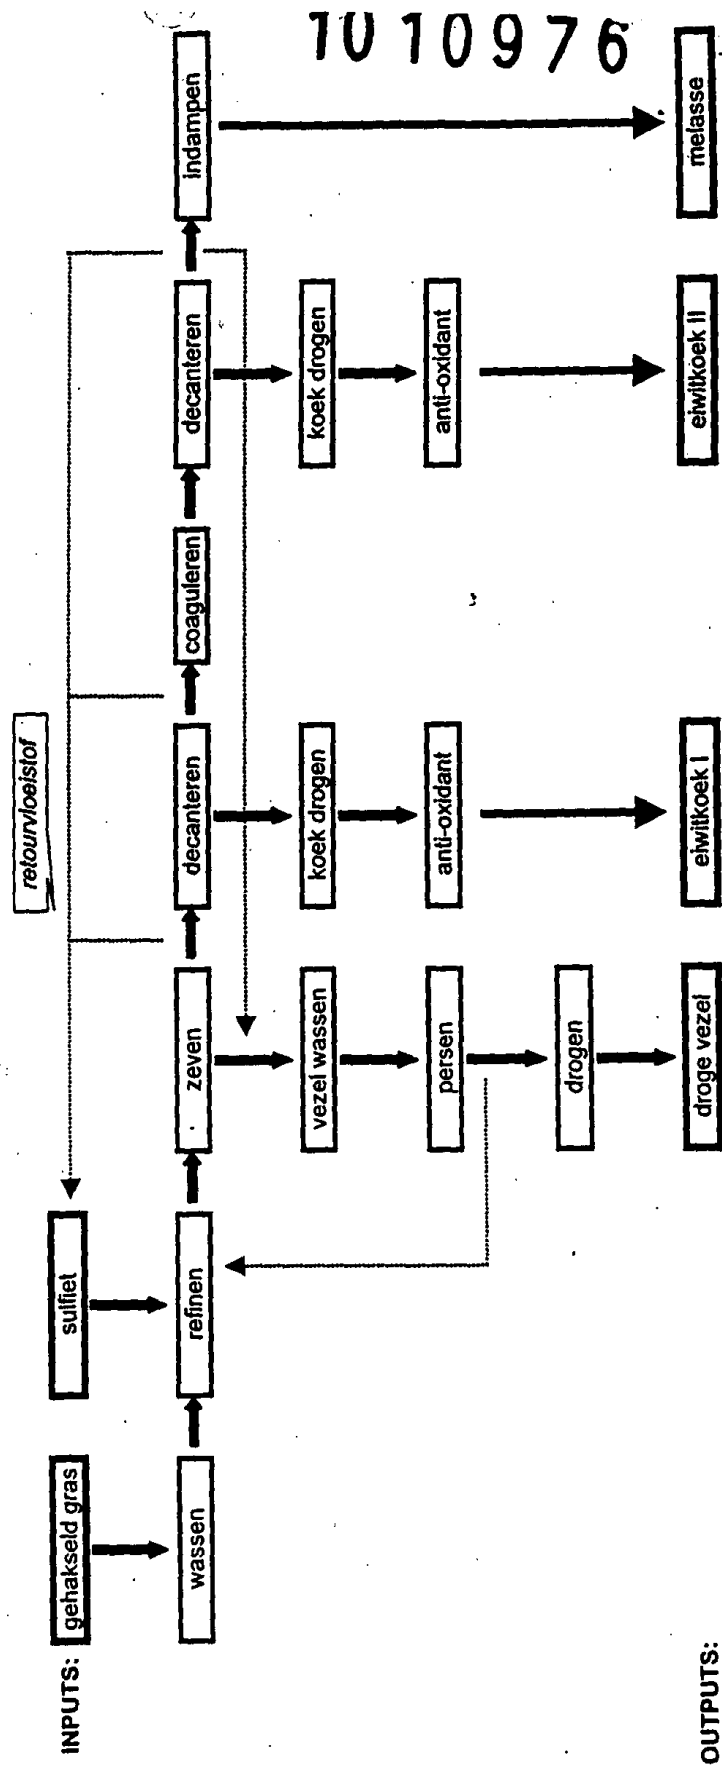 1010976
retourvloeistof
INPUTS:
gehakseld gras
sulfiet
wassen
refinen
zeven
decanteren
coaguleren
decanteren
indampen
vezel wassen
koek drogen
koek drogen
persen
anti-oxidant
anti-oxidant
drogen
OUTPUTS:
droge vezel
eiwitkoek I
eiwitkoek II
melasse